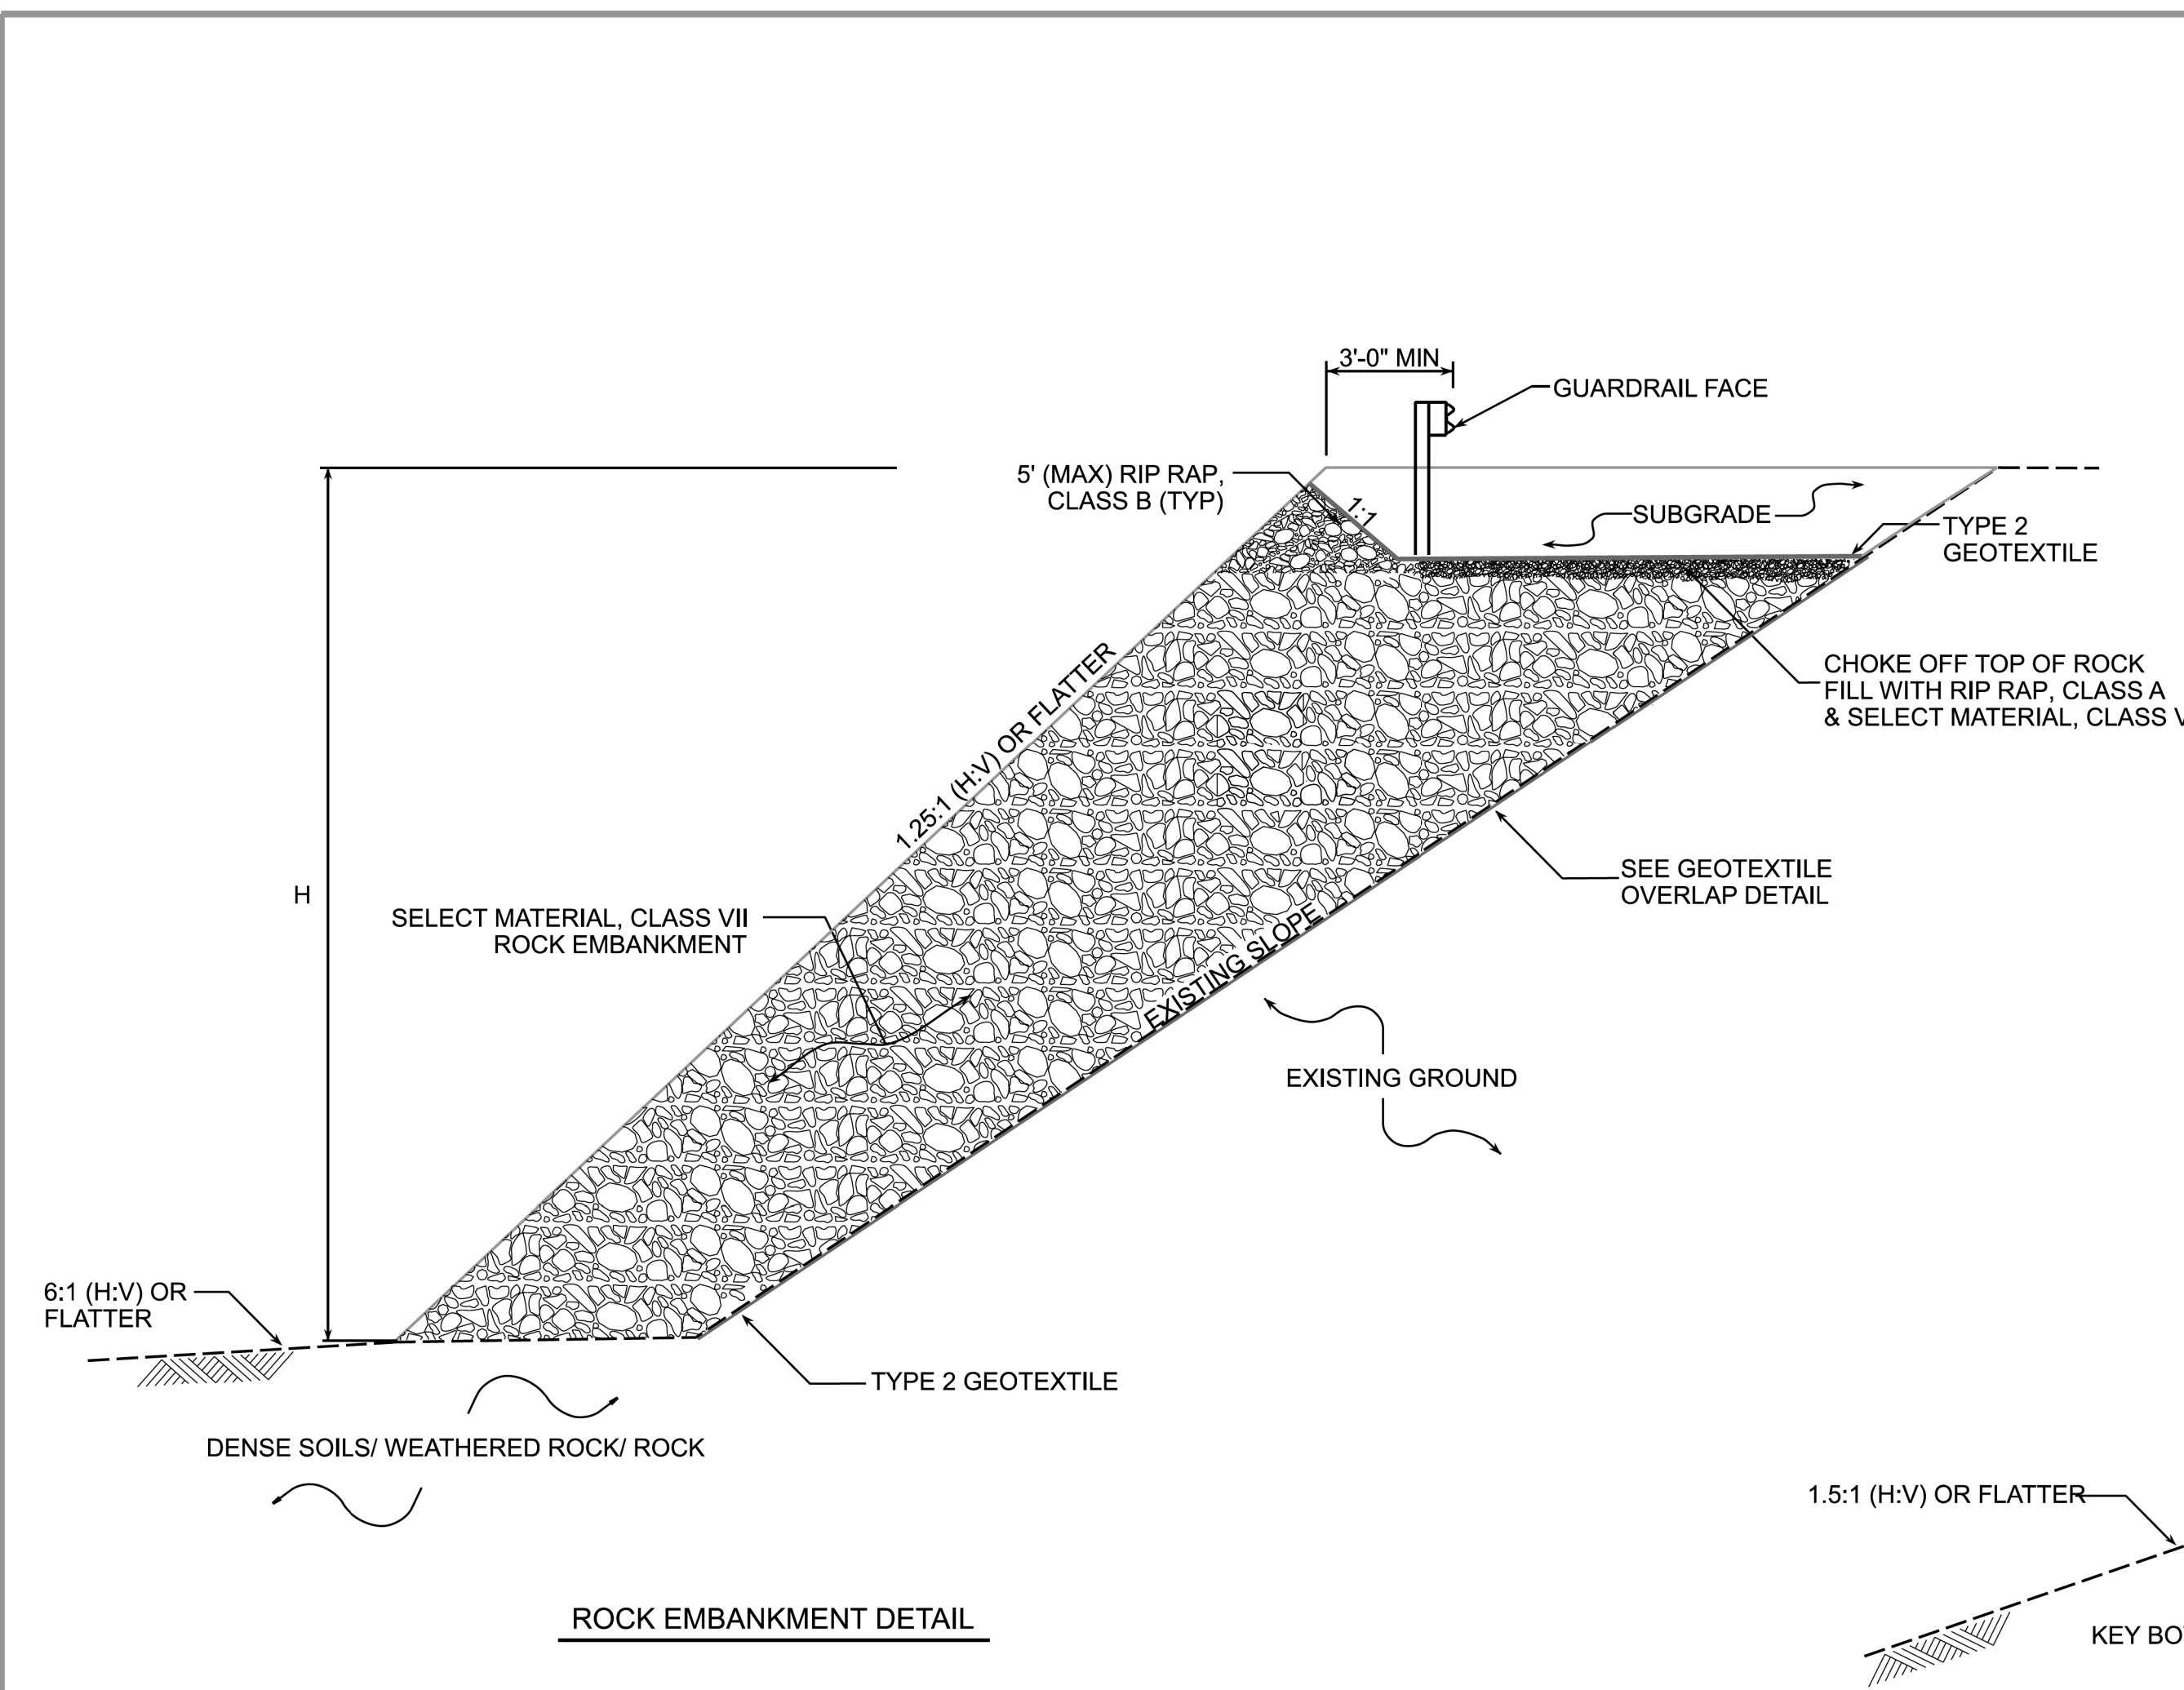 3'-0" MIN
GUARDRAIL FACE
5' (MAX) RIP RAP,
CLASS B (TYP)
1:1
SUBGRADE
TYPE 2
GEOTEXTILE
CHOKE OFF TOP OF ROCK
FILL WITH RIP RAP, CLASS A
& SELECT MATERIAL, CLASS
1.25:1 (H:V) OR FLATTER
SEE GEOTEXTILE
OVERLAP DETAIL
H
SELECT MATERIAL, CLASS VII
ROCK EMBANKMENT
EXISTING SLOPE
EXISTING GROUND
6:1 (H:V) OR
FLATTER
TYPE 2 GEOTEXTILE
DENSE SOILS/ WEATHERED ROCK/ ROCK
1.5:1 (H:V) OR FLATTER
ROCK EMBANKMENT DETAIL
KEY